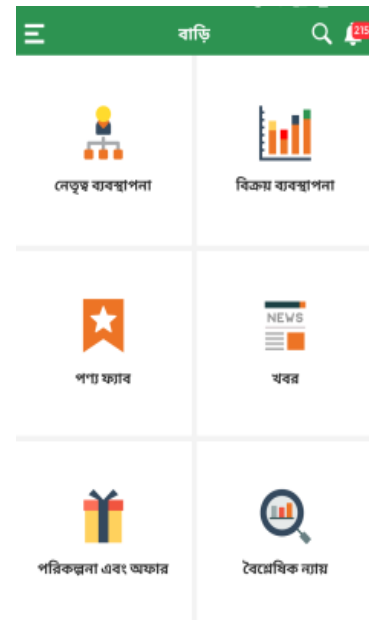 বাড়ি
215
নেতৃত্ব ব্যবস্থাপনা
বিক্রয় ব্যবস্থাপনা
পণ্য ফ্যাব
NEWS
খবর
পরিকল্পনা এবং অফার
বৈশ্লেষিক ন্যায়